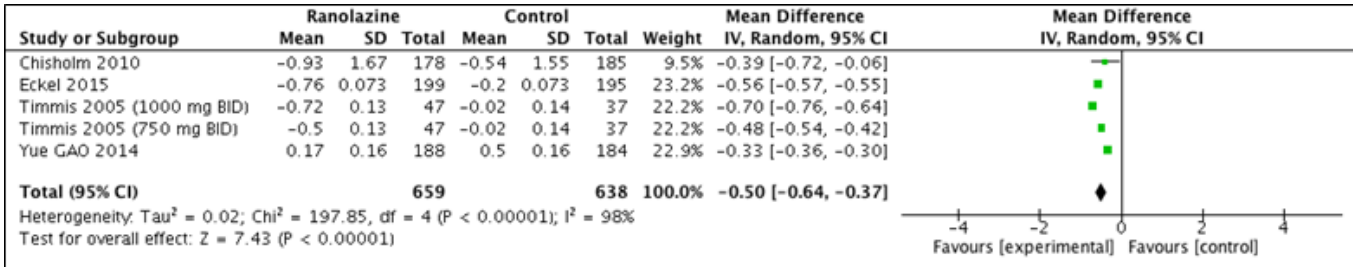 Ranolazine Control Mean Difference Mean Difference
Study or Subgroup Mean SD Total Mean SD Total Weight IV, Random, 95% CI IV, Random, 95% CI
Chisholm 2010 -0.93 1.67 178 -0.54 1.55 185 9.5% -0.39 [-0.72, -0.06]
Eckel 2015 -0.76 0.073 199 -0.2 0.073 195 23.2% -0.56 [-0.57, -0.55]
Timmis 2005 (1000 mg BID) -0.72 0.13 47 -0.02 0.14 37 22.2% -0.70 [-0.76, -0.64]
Timmis 2005 (750 mg BID) -0.5 0.13 47 -0.02 0.14 37 22.2% -0.48 [-0.54, -0.42]
Yue GAO 2014 0.17 0.16 188 0.5 0.16 184 22.9% -0.33 [-0.36, -0.30]
Total (95% CI) 659 638 100.0% -0.50 [-0.64, -0.37]
Heterogeneity: Tau² = 0.02; Chi² = 197.85, df = 4 (P < 0.00001); I² = 98%
Test for overall effect: Z = 7.43 (P < 0.00001)
-4 -2 0 2 4
Favours [experimental] Favours [control]